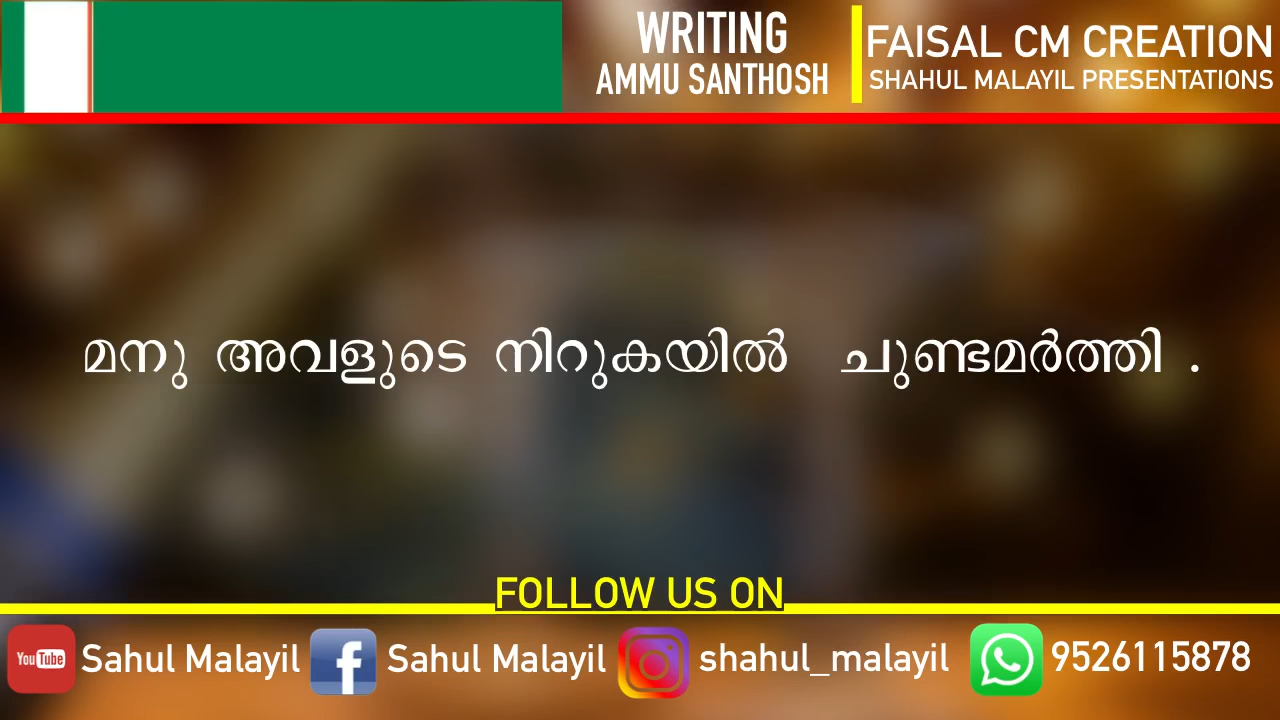 WRITING
AMMU SANTHOSH
FAISAL CM CREATION
SHAHUL MALAYIL PRESENTATIONS
മനു അവളുടെ നിറുകയിൽ ചുണ്ടമർത്തി .
FOLLOW US ON
YouTube Sahul Malayil f Sahul Malayil shahul_malayil 9526115878